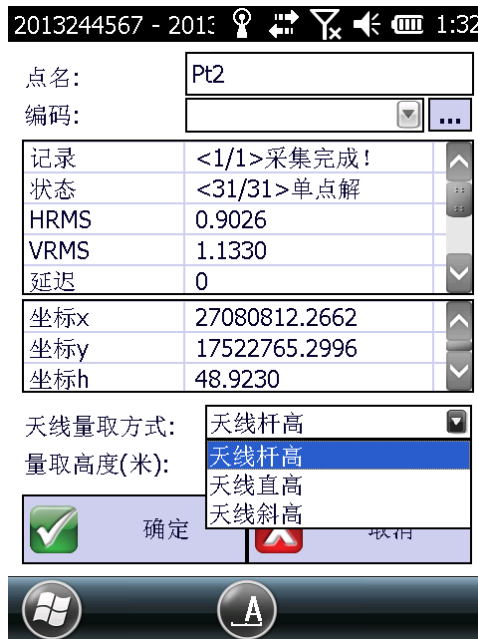 2013244567 - 2013 1:32
点名: Pt2
编码: ...
记录 <1/1>采集完成!
状态 <31/31>单点解
HRMS 0.9026
VRMS 1.1330
延迟 0
坐标x 27080812.2662
坐标y 17522765.2996
坐标h 48.9230
天线量取方式: 天线杆高
量取高度(米): 天线杆高
天线直高
天线斜高
确定 取消
A